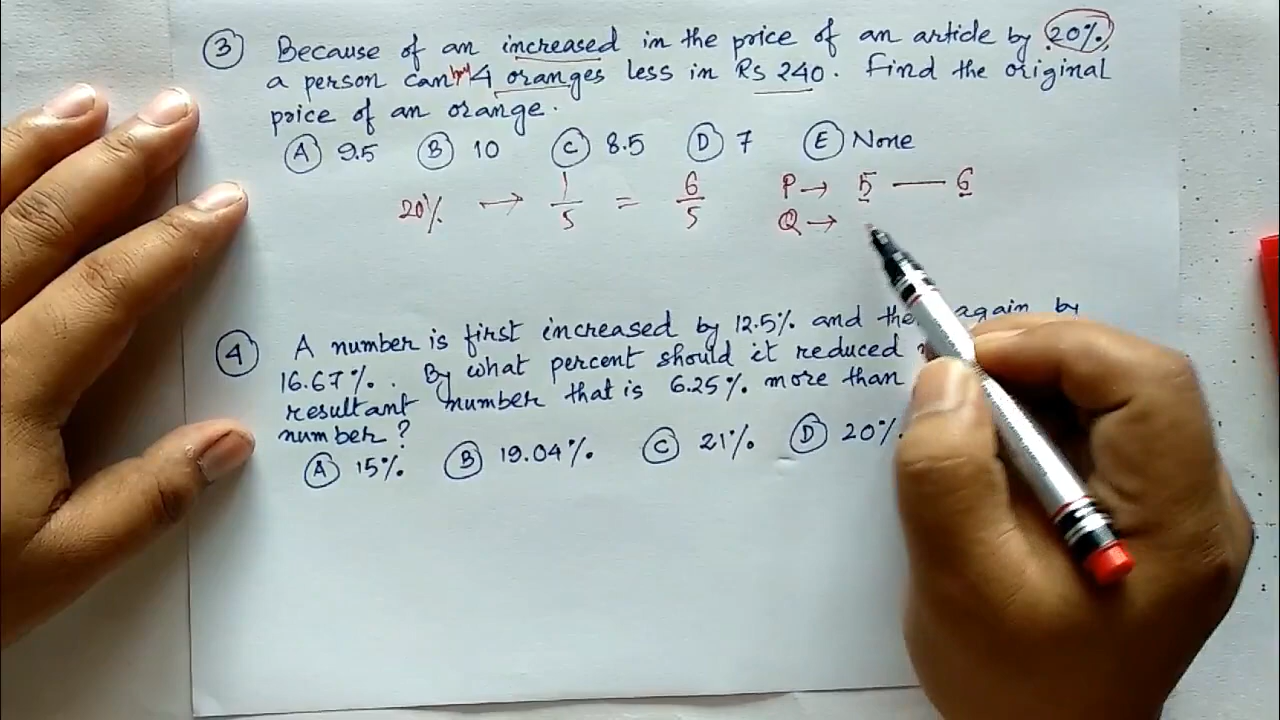 ③ Because of an increased in the price of an article by 20%.
a person can buy 4 oranges less in Rs 240. Find the original
price of an orange.
Ⓐ 9.5 Ⓑ 10 Ⓒ 8.5 Ⓓ 7 Ⓔ None
20% → 1/5 = 6/5
P → 5 — 6
Q →
④ A number is first increased by 12.5% and the again by
16.67%. By what percent should it reduced
resultant number that is 6.25% more than
number?
Ⓐ 15% Ⓑ 19.04% Ⓒ 21% Ⓓ 20%.